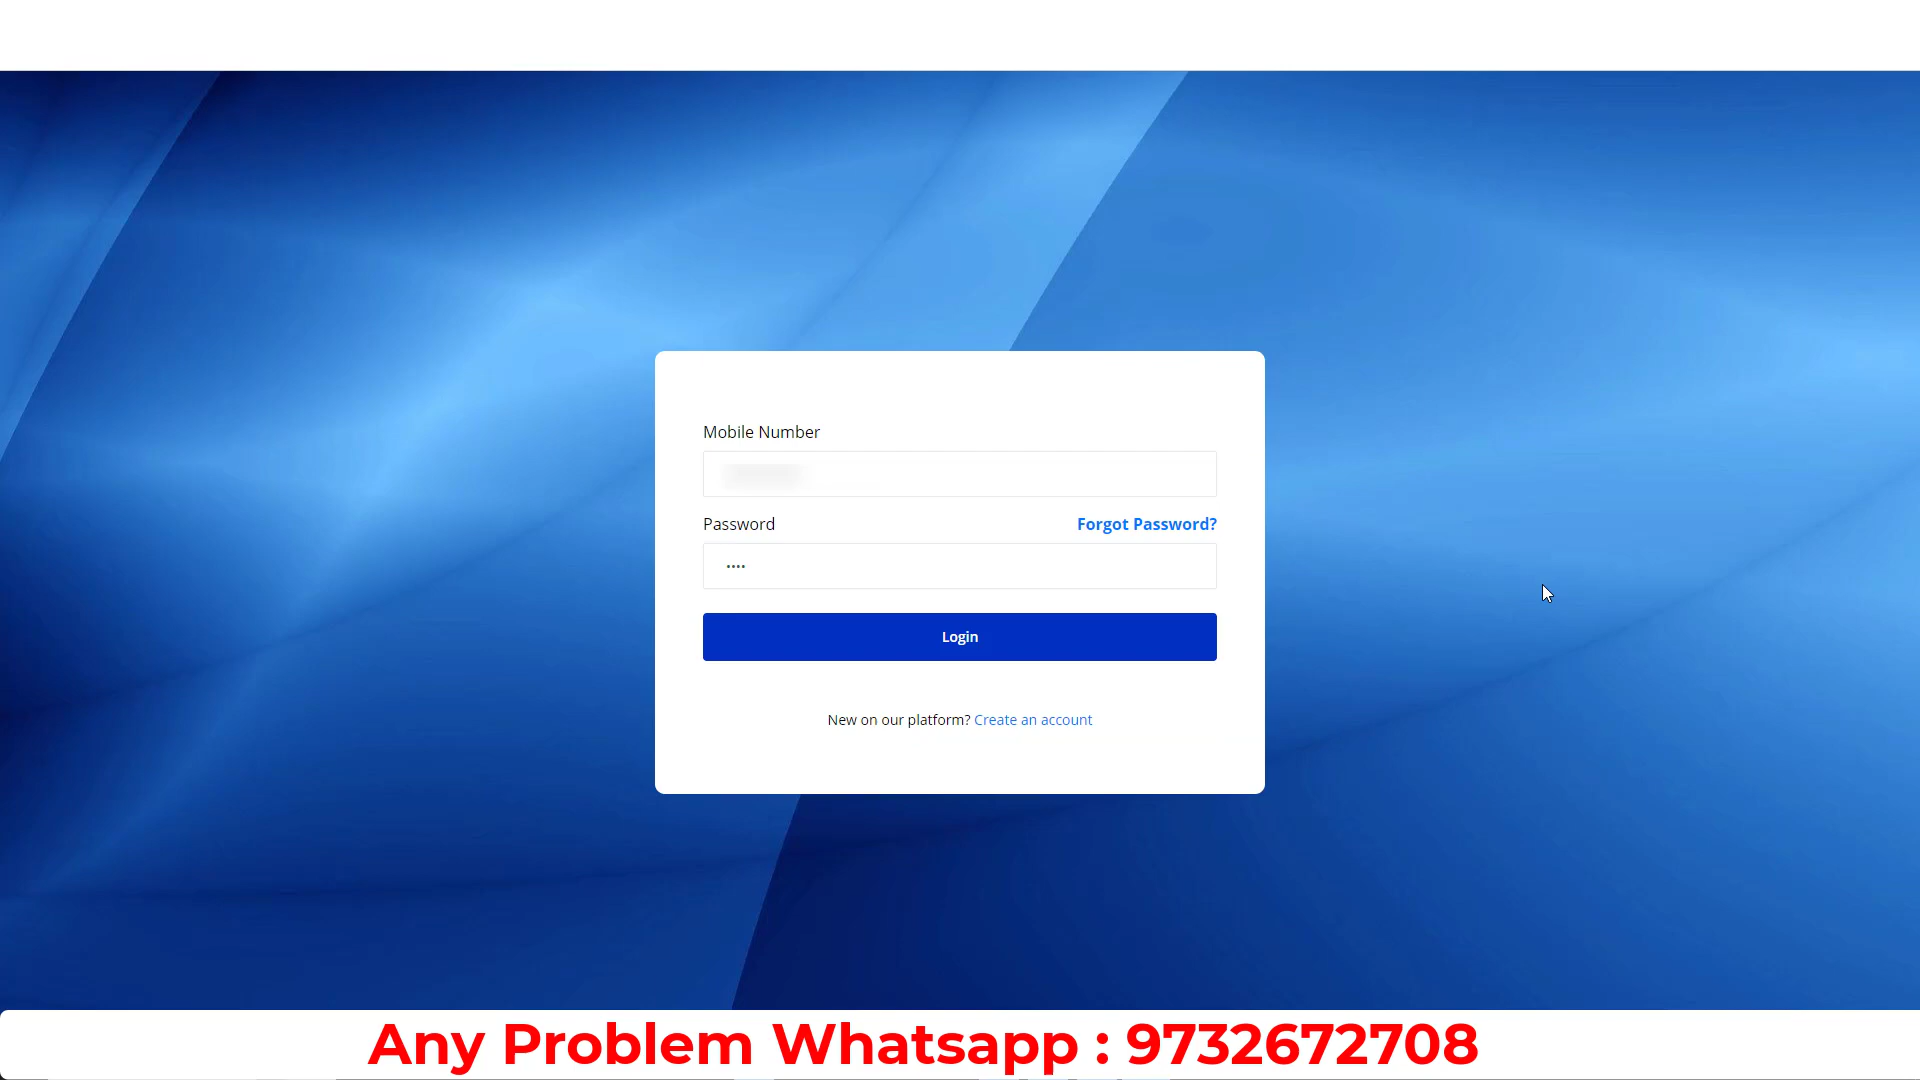 Mobile Number
Password Forgot Password?
••••
Login
New on our platform? Create an account
Any Problem Whatsapp : 9732672708